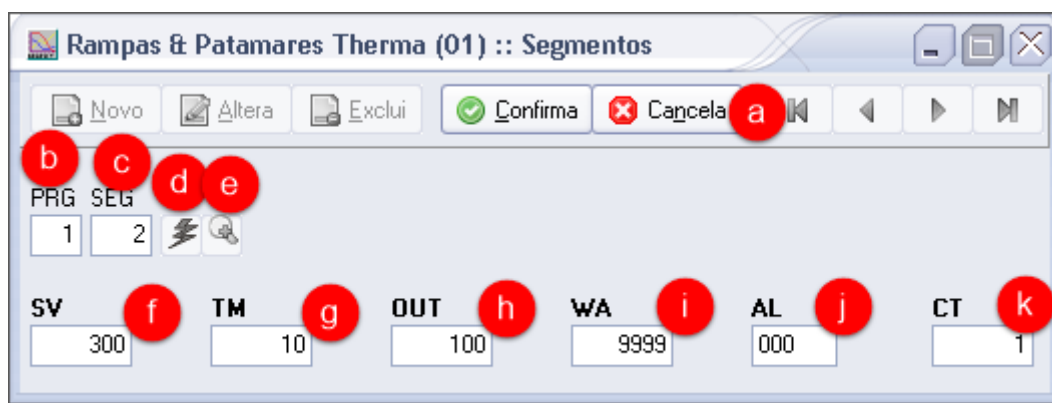 Rampas & Patamares Therma (01) :: Segmentos
Novo Altera Exclui Confirma Cancela a
b c d e
PRG SEG
1 2
SV f TM g OUT h WA i AL j CT k
300 10 100 9999 000 1